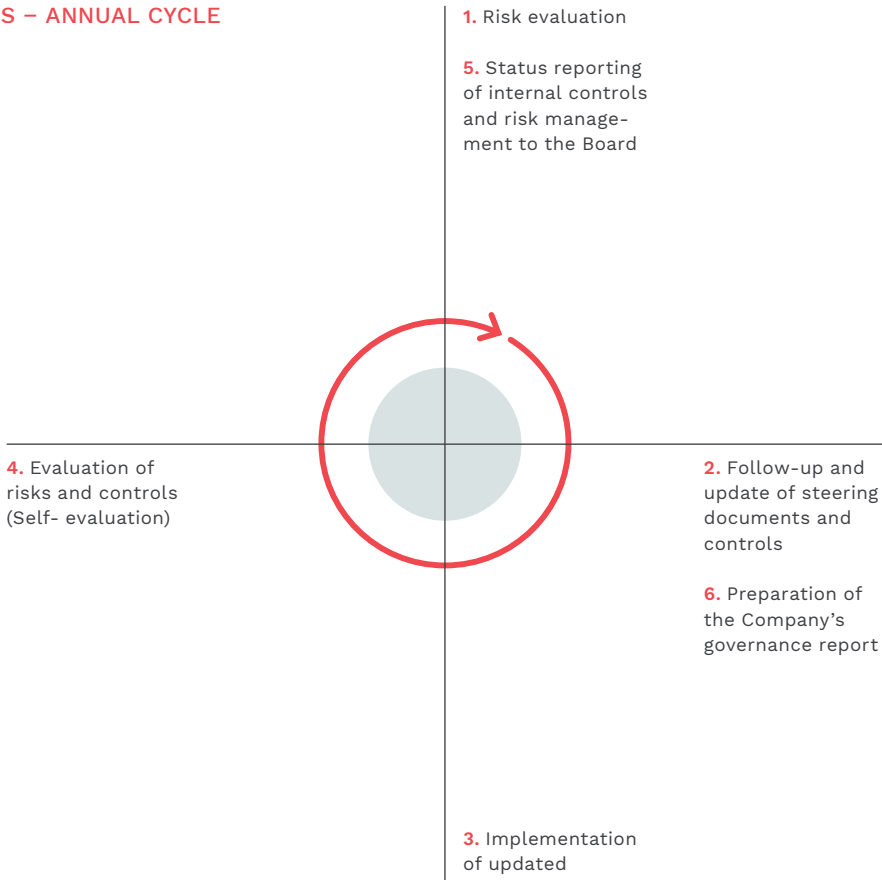 S – ANNUAL CYCLE
1. Risk evaluation
5. Status reporting
of internal controls
and risk manage-
ment to the Board
4. Evaluation of
risks and controls
(Self- evaluation)
2. Follow-up and
update of steering
documents and
controls
6. Preparation of
the Company’s
governance report
3. Implementation
of updated